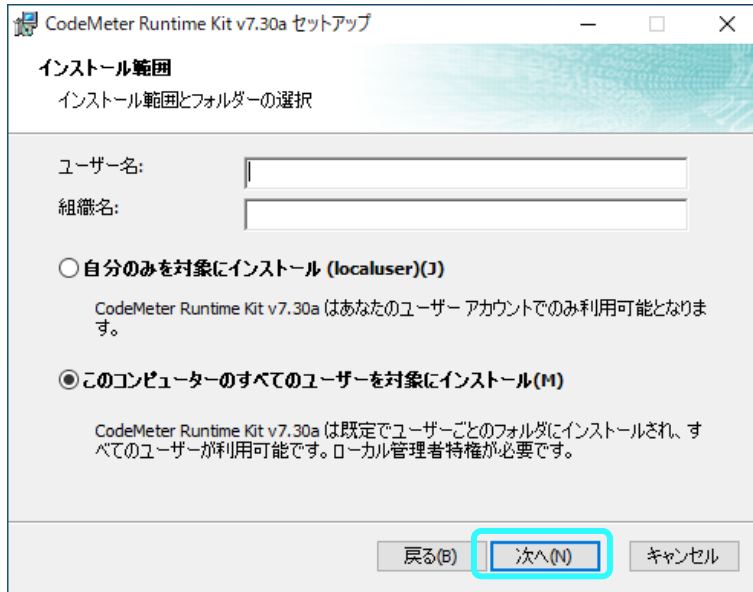 CodeMeter Runtime Kit v7.30a セットアップ
インストール範囲
インストール範囲とフォルダーの選択
ユーザー名:
組織名:
自分のみを対象にインストール (localuser)(J)
CodeMeter Runtime Kit v7.30a はあなたのユーザー アカウントでのみ利用可能となりま
す。
このコンピューターのすべてのユーザーを対象にインストール(M)
CodeMeter Runtime Kit v7.30a は既定でユーザーごとのフォルダにインストールされ、す
べてのユーザーが利用可能です。ローカル管理者特権が必要です。
戻る(B) 次へ(N) キャンセル